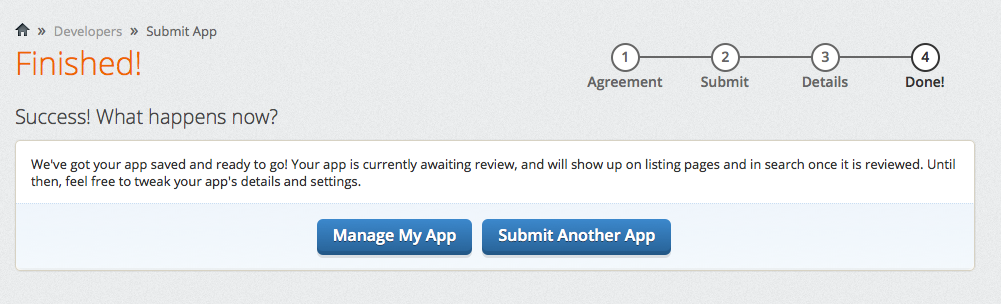 » Developers » Submit App
Finished!
1 2 3 4
Agreement Submit Details Done!
Success! What happens now?
We've got your app saved and ready to go! Your app is currently awaiting review, and will show up on listing pages and in search once it is reviewed. Until
then, feel free to tweak your app's details and settings.
Manage My App Submit Another App